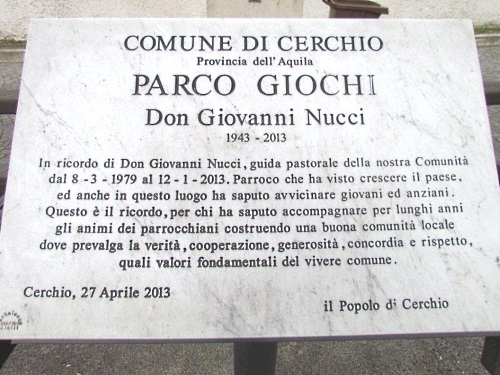 COMUNE DI CERCHIO
Provincia dell'Aquila
PARCO GIOCHI
Don Giovanni Nucci
1943 - 2013
In ricordo di Don Giovanni Nucci, guida pastorale della nostra Comunità
dal 8 - 3 - 1979 al 12 - 1 - 2013. Parroco che ha visto crescere il paese,
ed anche in questo luogo ha saputo avvicinare giovani ed anziani.
Questo è il ricordo, per chi ha saputo accompagnare per lunghi anni
gli animi dei parrocchiani costruendo una buona comunità locale
dove prevalga la verità, cooperazione, generosità, concordia e rispetto,
quali valori fondamentali del vivere comune.
Cerchio, 27 Aprile 2013
il Popolo di Cerchio